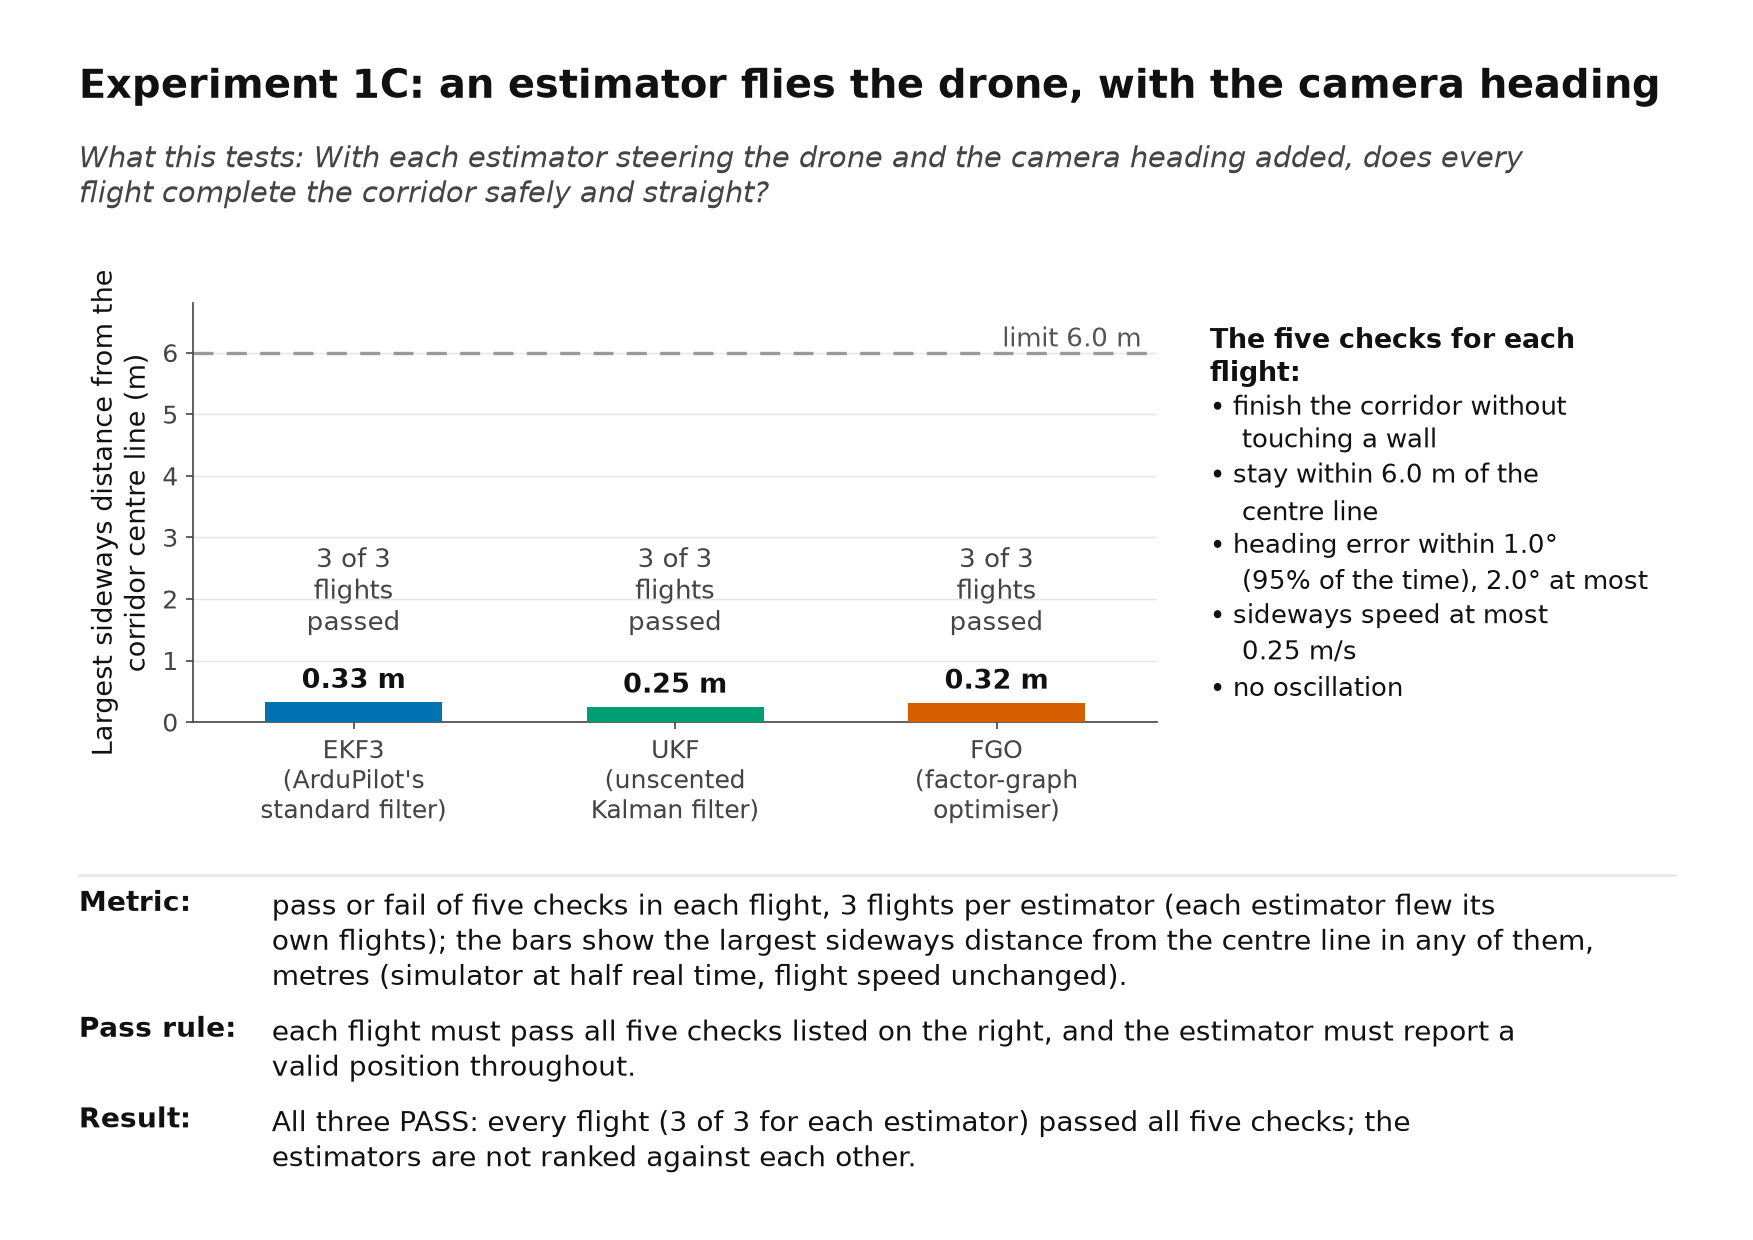 Experiment 1C: an estimator flies the drone, with the camera heading
What this tests: With each estimator steering the drone and the camera heading added, does every
flight complete the corridor safely and straight?
Largest sideways distance from the
corridor centre line (m)
6
5
4
3
2
1
0
limit 6.0 m
3 of 3
flights
passed
0.33 m
3 of 3
flights
passed
0.25 m
3 of 3
flights
passed
0.32 m
EKF3
(ArduPilot's
standard filter)
UKF
(unscented
Kalman filter)
FGO
(factor-graph
optimiser)
The five checks for each
flight:
• finish the corridor without
touching a wall
• stay within 6.0 m of the
centre line
• heading error within 1.0°
(95% of the time), 2.0° at most
• sideways speed at most
0.25 m/s
• no oscillation
Metric:
pass or fail of five checks in each flight, 3 flights per estimator (each estimator flew its
own flights); the bars show the largest sideways distance from the centre line in any of them,
metres (simulator at half real time, flight speed unchanged).
Pass rule:
each flight must pass all five checks listed on the right, and the estimator must report a
valid position throughout.
Result:
All three PASS: every flight (3 of 3 for each estimator) passed all five checks; the
estimators are not ranked against each other.